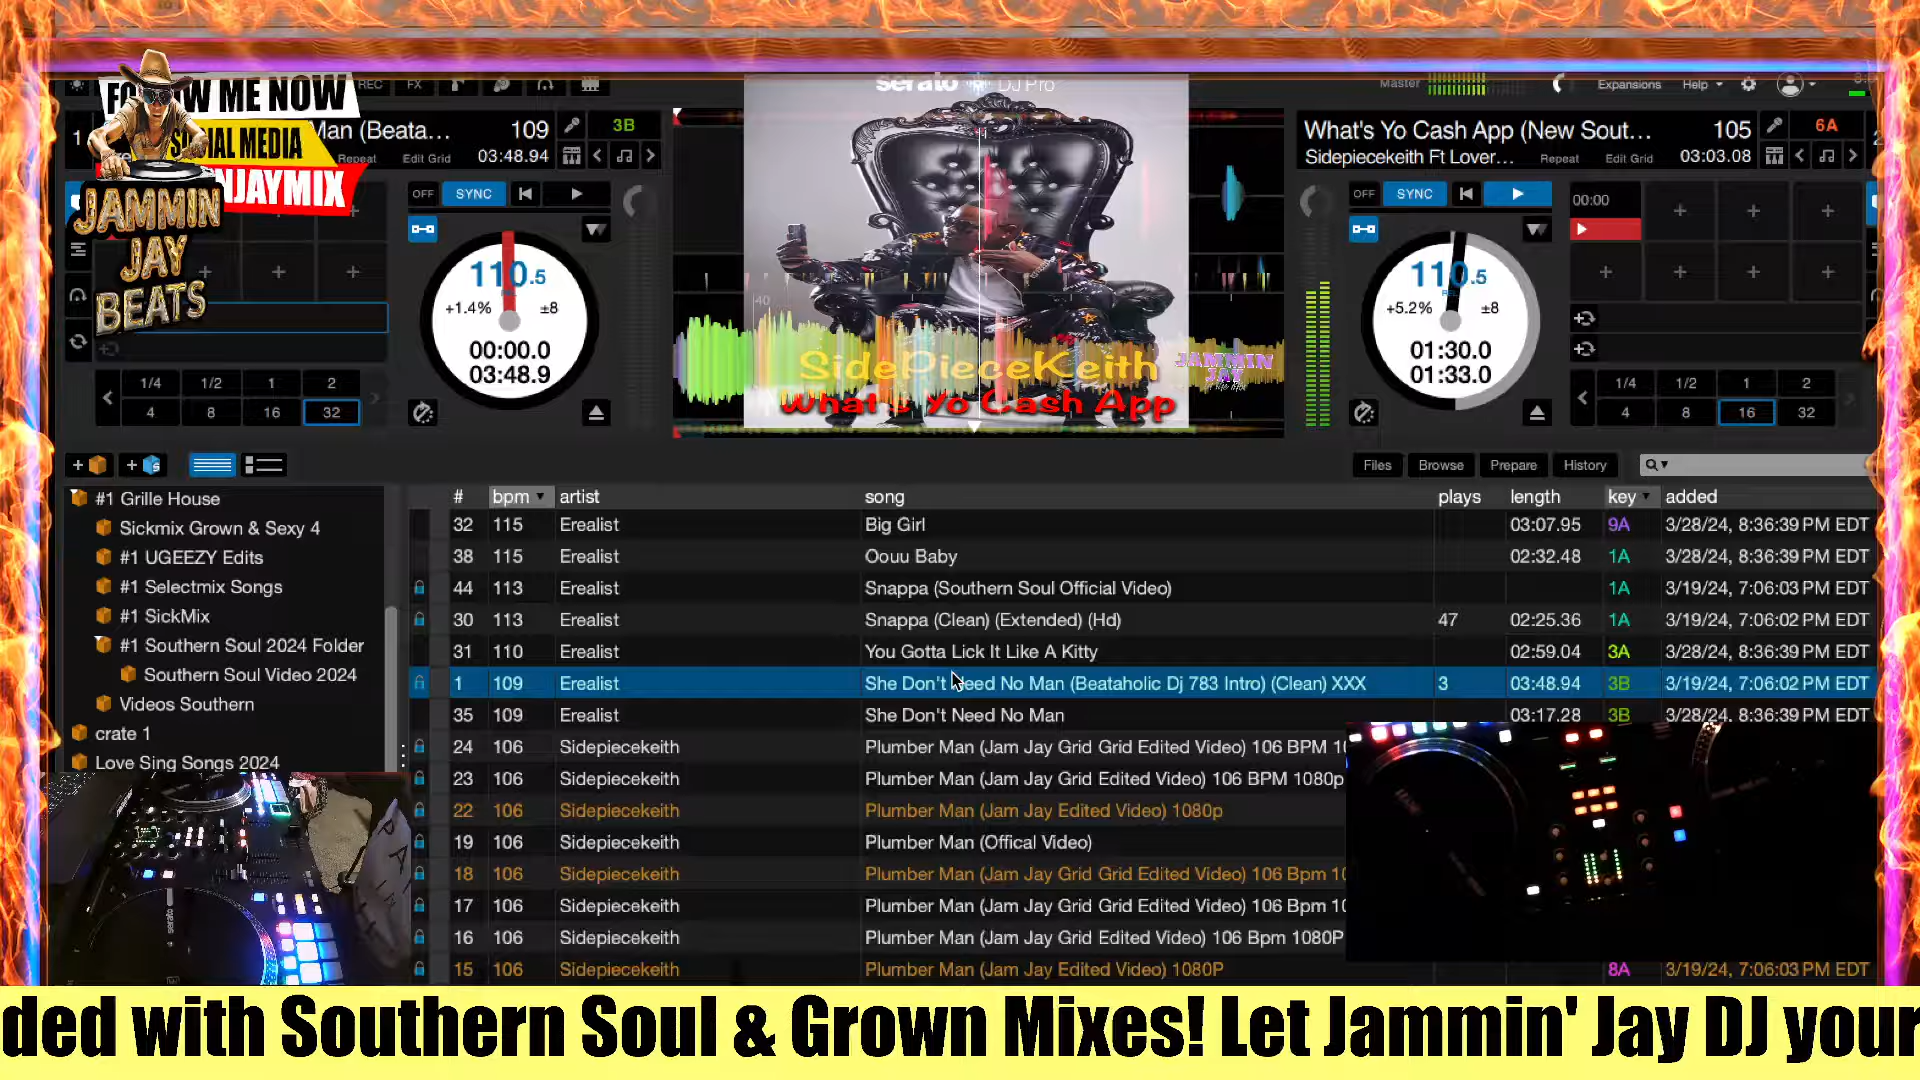 FOLLOW ME NOW
SOCIAL MEDIA
JAMMINJAYMIX
JAMMIN
JAY
BEATS
REC FX
serato DJ Pro
Master
Expansions Help
1
Man (Beata... 109 3B
Repeat Edit Grid 03:48.94
OFF SYNC
110.5
+1.4% ±8
00:00.0
03:48.9
1/4 1/2 1 2
4 8 16 32
40
SidePieceKeith
What's Yo Cash App
JAMMIN
JAY
What's Yo Cash App (New Sout... 105 6A
Sidepiecekeith Ft Lover... Repeat Edit Grid 03:03.08
OFF SYNC
00:00
110.5
+5.2% ±8
01:30.0
01:33.0
1/4 1/2 1 2
4 8 16 32
Files Browse Prepare History
#1 Grille House
Sickmix Grown & Sexy 4
#1 UGEEZY Edits
#1 Selectmix Songs
#1 SickMix
#1 Southern Soul 2024 Folder
Southern Soul Video 2024
Videos Southern
crate 1
Love Sing Songs 2024
# bpm artist song plays length key added
32 115 Erealist Big Girl 03:07.95 9A 3/28/24, 8:36:39 PM EDT
38 115 Erealist Oouu Baby 02:32.48 1A 3/28/24, 8:36:39 PM EDT
44 113 Erealist Snappa (Southern Soul Official Video) 1A 3/19/24, 7:06:03 PM EDT
30 113 Erealist Snappa (Clean) (Extended) (Hd) 47 02:25.36 1A 3/19/24, 7:06:02 PM EDT
31 110 Erealist You Gotta Lick It Like A Kitty 02:59.04 3A 3/28/24, 8:36:39 PM EDT
1 109 Erealist She Don't Need No Man (Beataholic Dj 783 Intro) (Clean) XXX 3 03:48.94 3B 3/19/24, 7:06:02 PM EDT
35 109 Erealist She Don't Need No Man 03:17.28 3B 3/28/24, 8:36:39 PM EDT
24 106 Sidepiecekeith Plumber Man (Jam Jay Grid Grid Edited Video) 106 BPM 10
23 106 Sidepiecekeith Plumber Man (Jam Jay Grid Edited Video) 106 BPM 1080p
22 106 Sidepiecekeith Plumber Man (Jam Jay Edited Video) 1080p
19 106 Sidepiecekeith Plumber Man (Offical Video)
18 106 Sidepiecekeith Plumber Man (Jam Jay Grid Grid Edited Video) 106 Bpm 10
17 106 Sidepiecekeith Plumber Man (Jam Jay Grid Grid Edited Video) 106 Bpm 10
16 106 Sidepiecekeith Plumber Man (Jam Jay Grid Edited Video) 106 Bpm 1080P
15 106 Sidepiecekeith Plumber Man (Jam Jay Edited Video) 1080P 8A 3/19/24, 7:06:03 PM EDT
ded with Southern Soul & Grown Mixes! Let Jammin' Jay DJ your